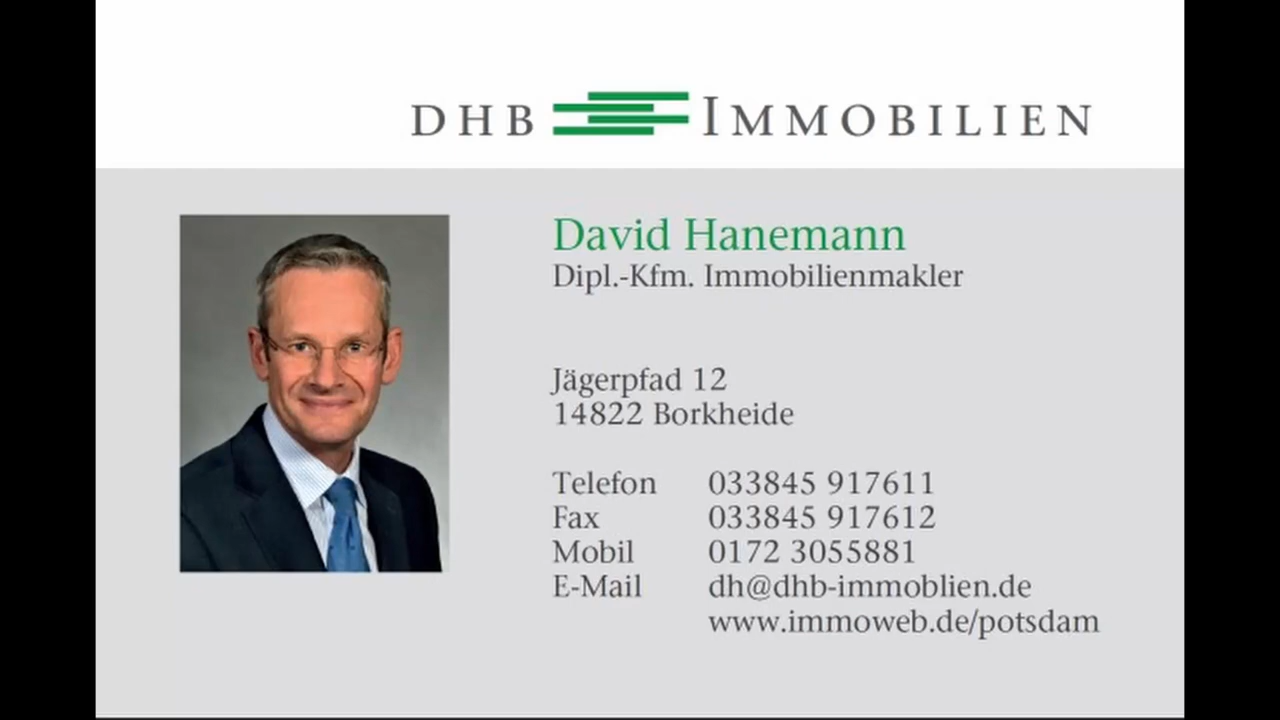 DHB IMMOBILIEN
David Hanemann
Dipl.-Kfm. Immobilienmakler
Jägerpfad 12
14822 Borkheide
Telefon 033845 917611
Fax 033845 917612
Mobil 0172 3055881
E-Mail dh@dhb-immoblien.de
www.immoweb.de/potsdam